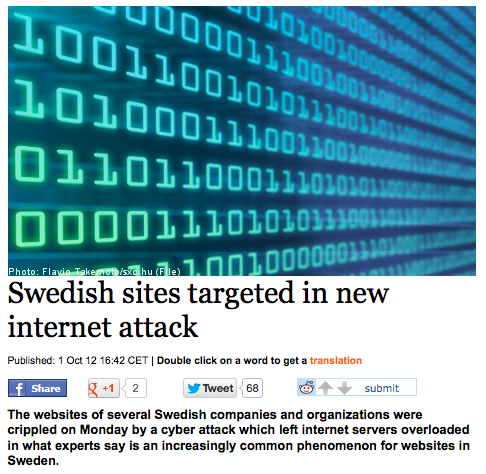 Photo: Flavio Takemoto/sxc.hu (File)
Swedish sites targeted in new
internet attack
Published: 1 Oct 12 16:42 CET | Double click on a word to get a translation
f Share
g +1 2
Tweet 68
submit
The websites of several Swedish companies and organizations were
crippled on Monday by a cyber attack which left internet servers overloaded
in what experts say is an increasingly common phenomenon for websites in
Sweden.